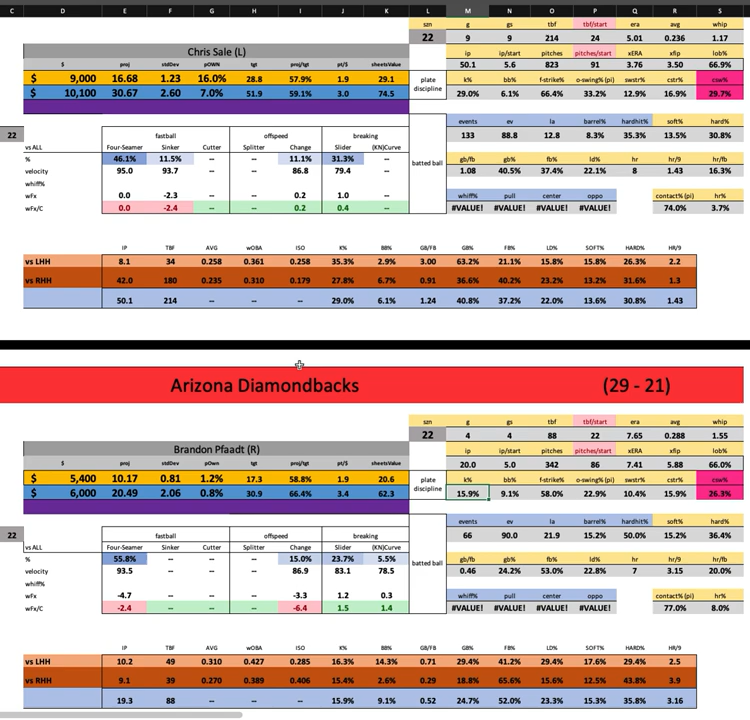 C D E F G H I J K L M N O P Q R S
szn g gs tbf tbf/start era avg whip
22 9 9 214 24 5.01 0.236 1.17
ip ip/start pitches pitches/start xERA xfip lob%
50.1 5.6 823 91 3.76 3.50 66.9%
Chris Sale (L)
$ proj stdDev pOWN tgt proj/tgt pt/$ sheetsValue
$ 9,000 16.68 1.23 16.0% 28.8 57.9% 1.9 29.1
$ 10,100 30.67 2.60 7.0% 51.9 59.1% 3.0 74.5
plate discipline
k% bb% f-strike% o-swing% (pi) swstr% cstr% csw%
29.0% 6.1% 66.4% 33.2% 12.9% 16.9% 29.7%
events ev la barrel% hardhit% soft% hard%
133 88.8 12.8 8.3% 35.3% 13.5% 30.8%
22 fastball offspeed breaking
vs ALL Four-Seamer Sinker Cutter Splitter Change Slider (KN)Curve
% 46.1% 11.5% -- -- 11.1% 31.3% --
velocity 95.0 93.7 -- -- 86.8 79.4 --
whiff%
wFx 0.0 -2.3 -- -- 0.2 1.0 --
wFx/C 0.0 -2.4 -- -- 0.2 0.4 --
batted ball
gb/fb gb% fb% ld% hr hr/9 hr/fb
1.08 40.5% 37.4% 22.1% 8 1.43 16.3%
whiff% pull center oppo contact% (pi) hr%
#VALUE! #VALUE! #VALUE! #VALUE! 74.0% 3.7%
IP TBF AVG wOBA ISO K% BB% GB/FB GB% FB% LD% SOFT% HARD% HR/9
vs LHH 8.1 34 0.258 0.361 0.258 35.3% 2.9% 3.00 63.2% 21.1% 15.8% 15.8% 26.3% 2.2
vs RHH 42.0 180 0.235 0.310 0.179 27.8% 6.7% 0.91 36.6% 40.2% 23.2% 13.2% 31.6% 1.3
50.1 214 -- -- -- 29.0% 6.1% 1.24 40.8% 37.2% 22.0% 13.6% 30.8% 1.43
Arizona Diamondbacks (29 - 21)
szn g gs tbf tbf/start era avg whip
22 4 4 88 22 7.65 0.288 1.55
ip ip/start pitches pitches/start xERA xfip lob%
20.0 5.0 342 86 7.41 5.88 66.0%
Brandon Pfaadt (R)
$ proj stdDev pOwn tgt proj/tgt pt/$ sheetsValue
$ 5,400 10.17 0.81 1.2% 17.3 58.8% 1.9 20.6
$ 6,000 20.49 2.06 0.8% 30.9 66.4% 3.4 62.3
plate discipline
k% bb% f-strike% o-swing% (pi) swstr% cstr% csw%
15.9% 9.1% 58.0% 22.9% 10.4% 15.9% 26.3%
events ev la barrel% hardhit% soft% hard%
66 90.0 21.9 15.2% 50.0% 15.2% 36.4%
22 fastball offspeed breaking
vs ALL Four-Seamer Sinker Cutter Splitter Change Slider (KN)Curve
% 55.8% -- -- -- 15.0% 23.7% 5.5%
velocity 93.5 -- -- -- 86.9 83.1 78.5
whiff%
wFx -4.7 -- -- -- -3.3 1.2 0.3
wFx/C -2.4 -- -- -- -6.4 1.5 1.4
batted ball
gb/fb gb% fb% ld% hr hr/9 hr/fb
0.46 24.2% 53.0% 22.8% 7 3.15 20.0%
whiff% pull center oppo contact% (pi) hr%
#VALUE! #VALUE! #VALUE! #VALUE! 77.0% 8.0%
IP TBF AVG wOBA ISO K% BB% GB/FB GB% FB% LD% SOFT% HARD% HR/9
vs LHH 10.2 49 0.310 0.427 0.285 16.3% 14.3% 0.71 29.4% 41.2% 29.4% 17.6% 29.4% 2.5
vs RHH 9.1 39 0.270 0.389 0.406 15.4% 2.6% 0.29 18.8% 65.6% 15.6% 12.5% 43.8% 3.9
19.3 88 -- -- -- 15.9% 9.1% 0.52 24.7% 52.0% 23.3% 15.3% 35.8% 3.16